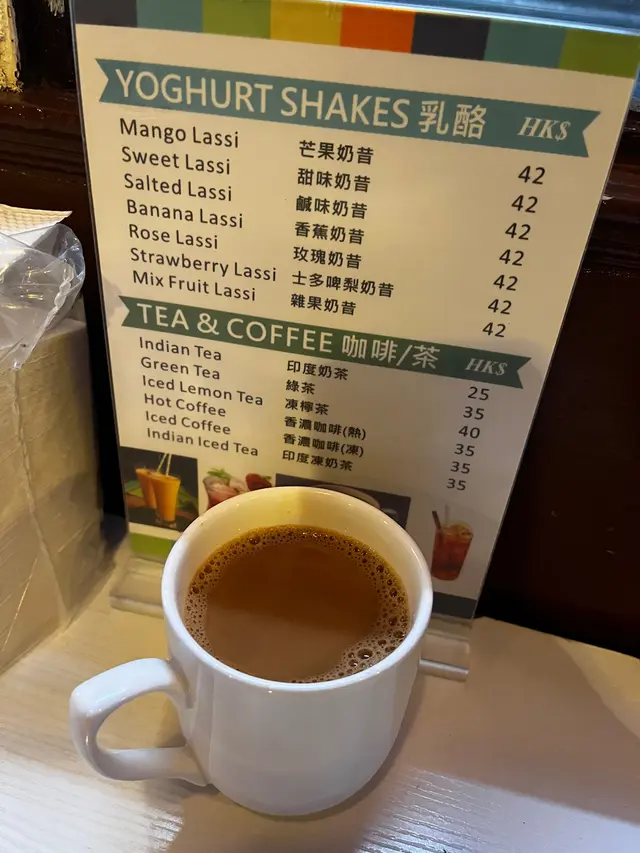 YOGHURT SHAKES 乳酪 HK$
Mango Lassi 芒果奶昔 42
Sweet Lassi 甜味奶昔 42
Salted Lassi 鹹味奶昔 42
Banana Lassi 香蕉奶昔 42
Rose Lassi 玫瑰奶昔 42
Strawberry Lassi 士多啤梨奶昔 42
Mix Fruit Lassi 雜果奶昔 42
TEA & COFFEE 咖啡/茶 HK$
Indian Tea 印度奶茶 25
Green Tea 綠茶 35
Iced Lemon Tea 凍檸茶 40
Hot Coffee 香濃咖啡(熱) 35
Iced Coffee 香濃咖啡(凍) 35
Indian Iced Tea 印度凍奶茶 35